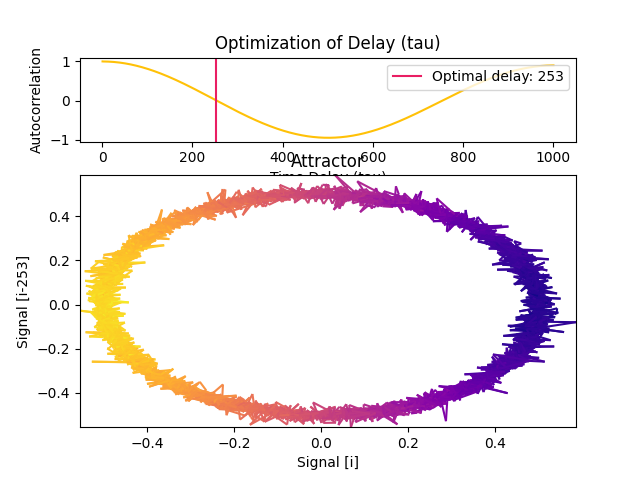 Optimization of Delay (tau)
Autocorrelation
1
0
−1
Optimal delay: 253
0 200 400 600 800 1000
Time Delay (tau)
Attractor
Signal [i-253]
0.4
0.2
0.0
−0.2
−0.4
−0.4 −0.2 0.0 0.2 0.4
Signal [i]